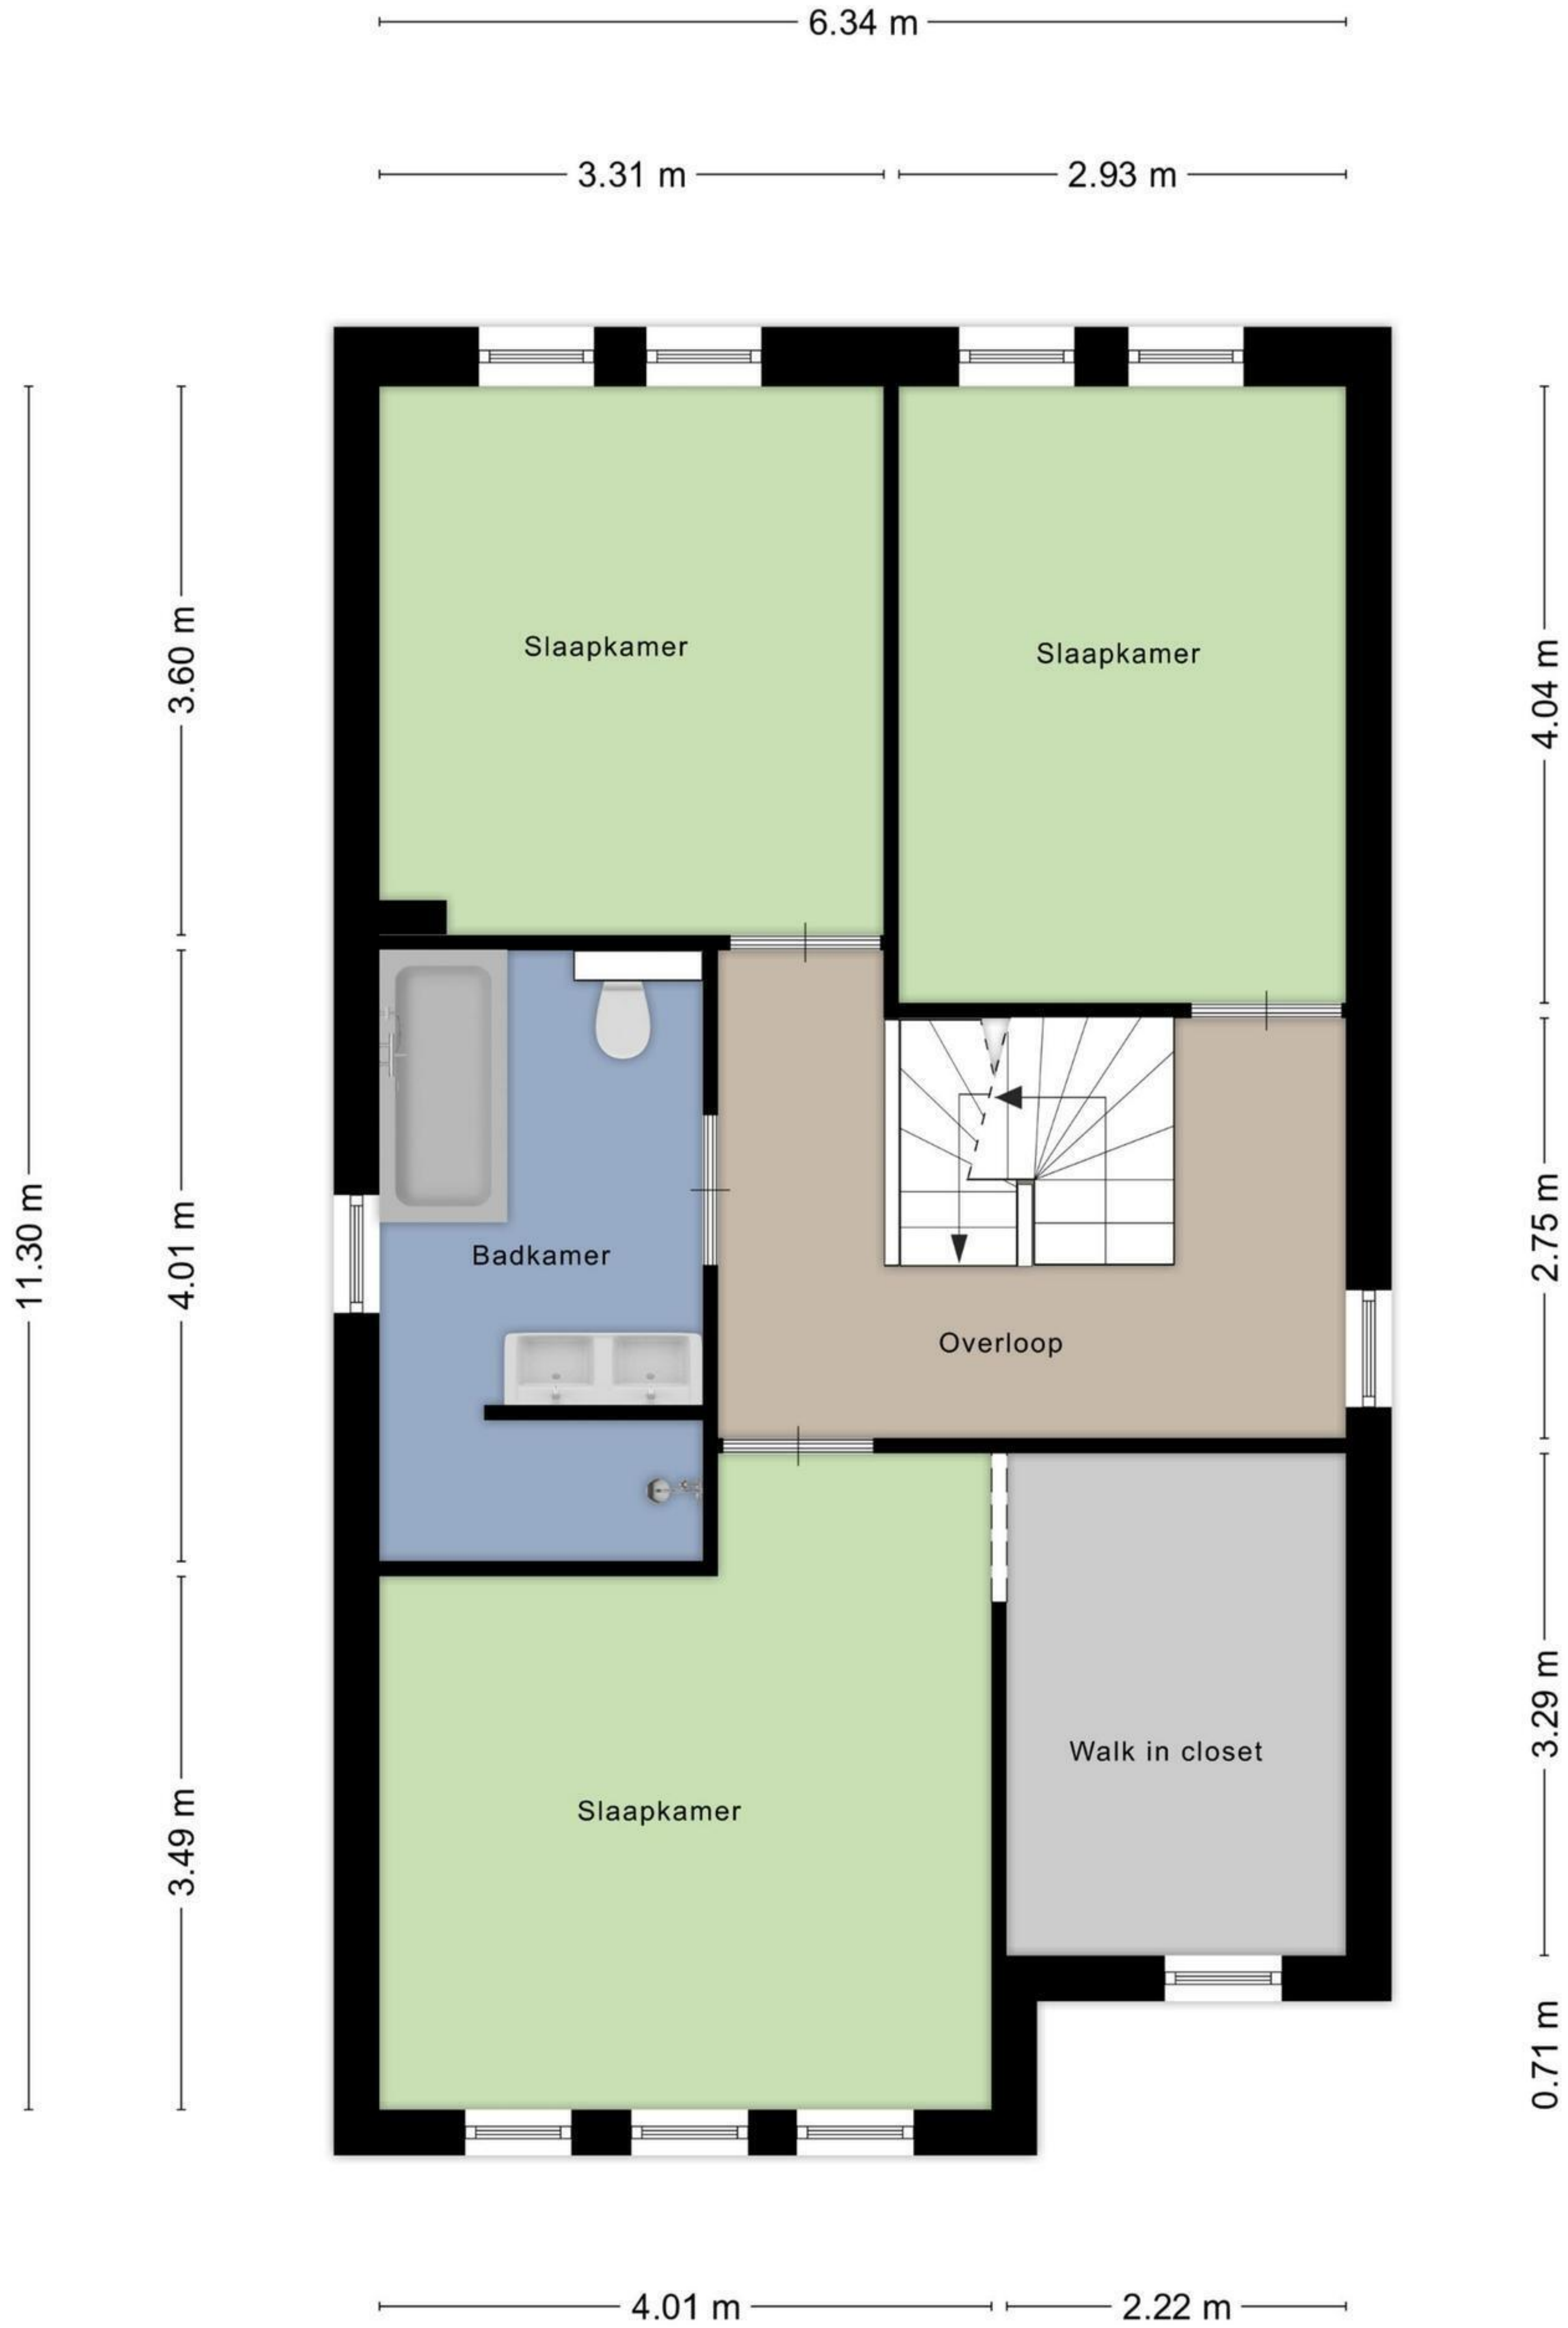 6.34 m
3.31 m
2.93 m
3.60 m
4.04 m
Slaapkamer
Slaapkamer
11.30 m
4.01 m
2.75 m
Badkamer
Overloop
3.49 m
3.29 m
Walk in closet
Slaapkamer
0.71 m
4.01 m
2.22 m